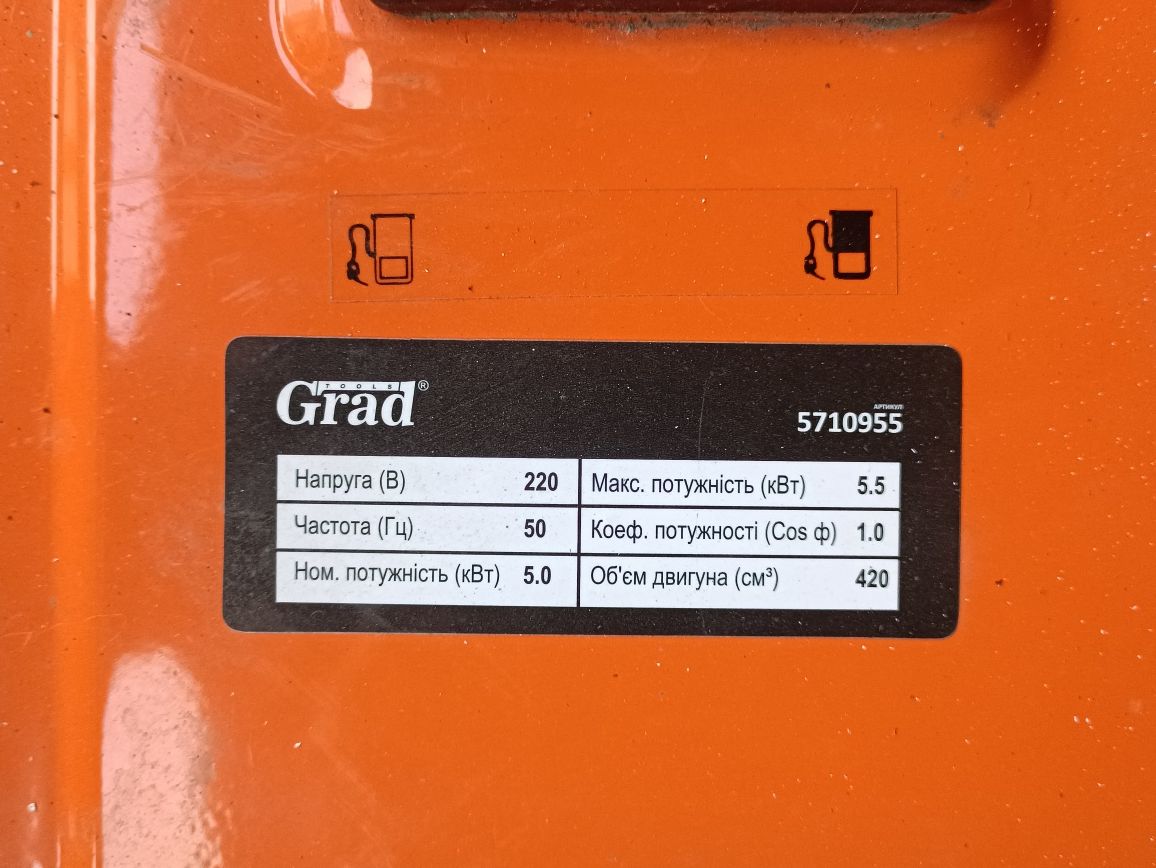 TOOLS
Grad®
АРТИКУЛ
5710955
Напруга (В) 220
Макс. потужність (кВт) 5.5
Частота (Гц) 50
Коеф. потужності (Cos ф) 1.0
Ном. потужність (кВт) 5.0
Об'єм двигуна (см³) 420